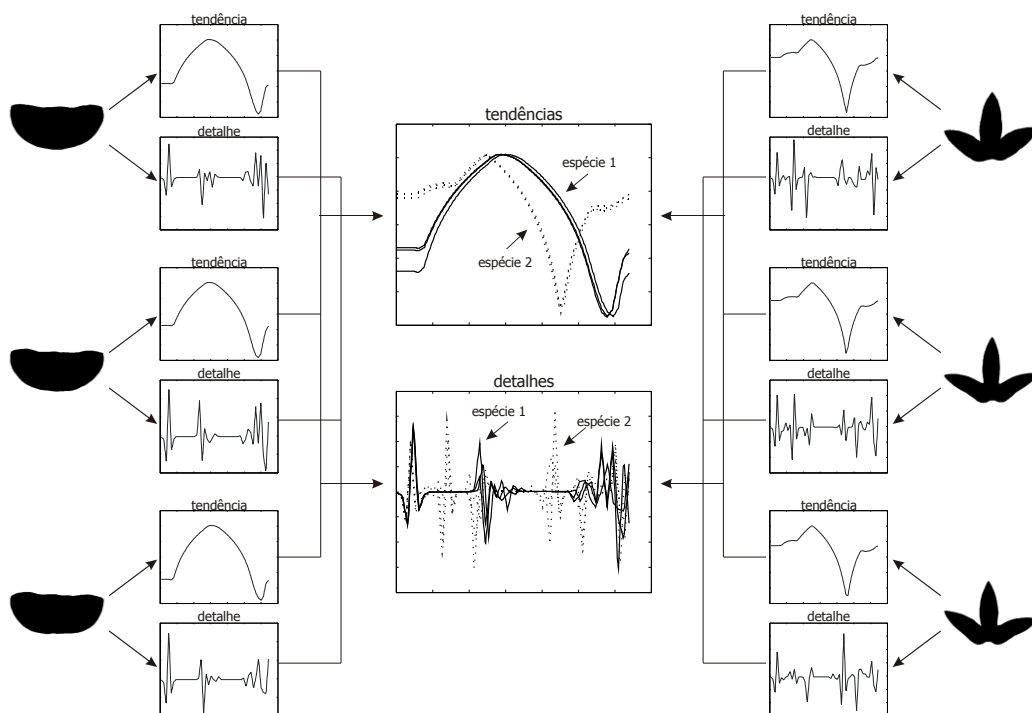 tendência
detalhe
tendência
detalhe
tendência
detalhe
tendências
espécie 1
espécie 2
detalhes
espécie 1
espécie 2
tendência
detalhe
tendência
detalhe
tendência
detalhe